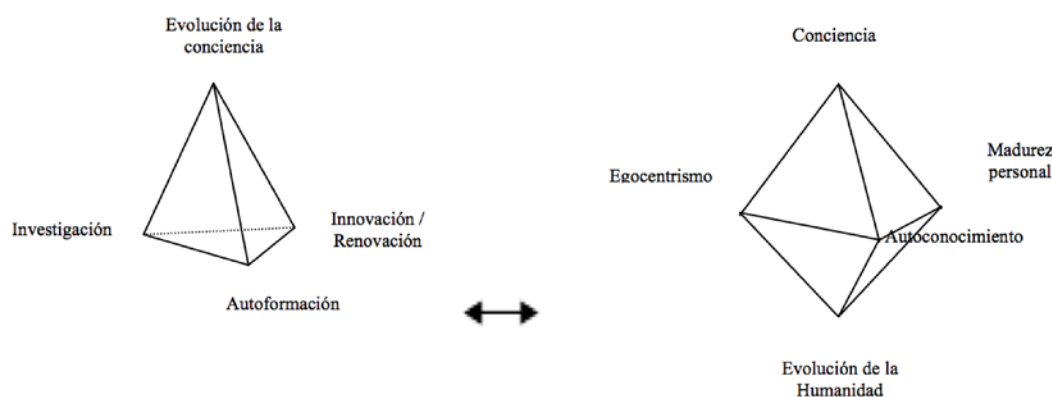 Evolución de la
conciencia
Investigación
Innovación /
Renovación
Autoformación
Conciencia
Egocentrismo
Madurez
personal
Autoconocimiento
Evolución de la
Humanidad